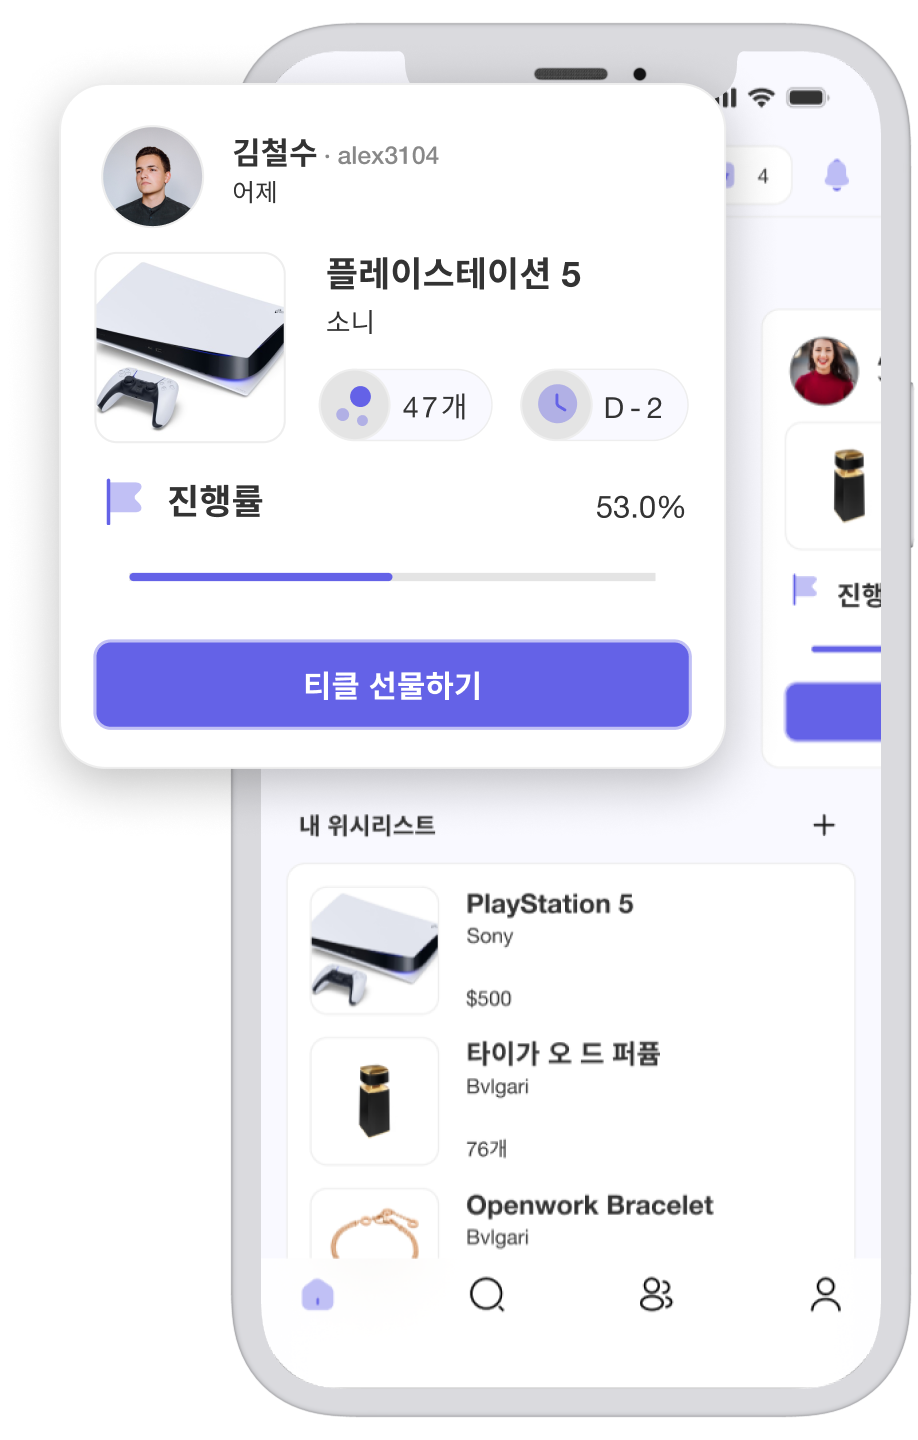 김철수 · alex3104
어제
4
플레이스테이션 5
소니
47개
D-2
진행률
53.0%
티클 선물하기
진행
내 위시리스트
PlayStation 5
Sony
$500
타이가 오 드 퍼퓸
Bvlgari
76개
Openwork Bracelet
Bvlgari